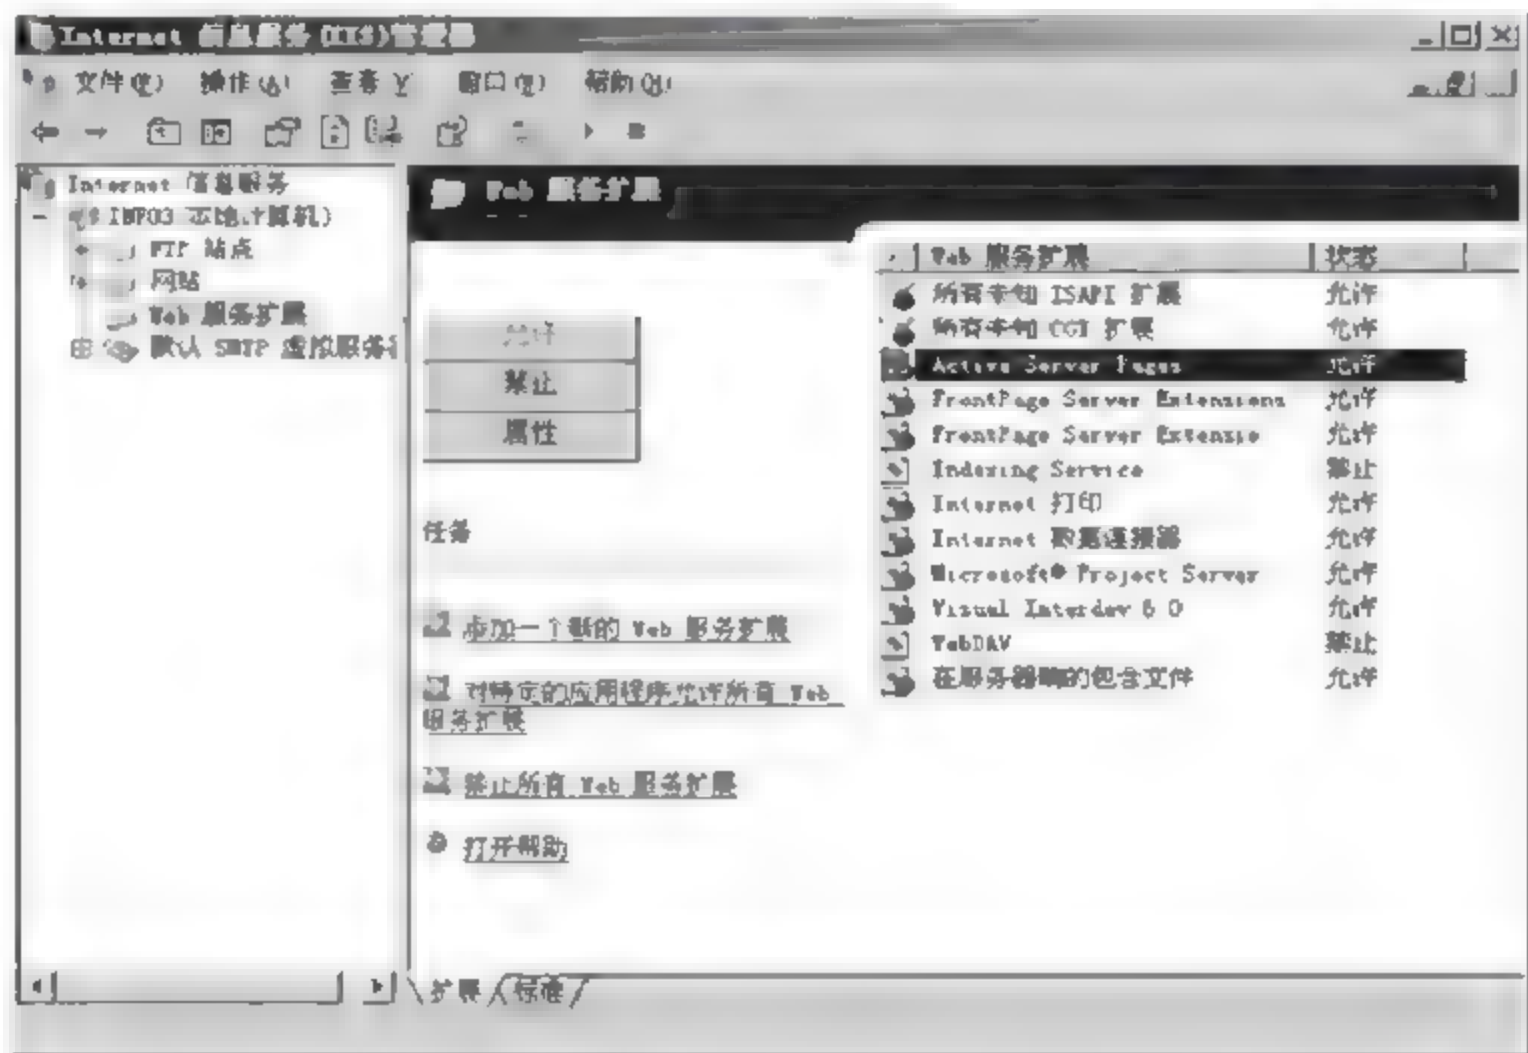 Internet 信息服务 (IIS)管理器
文件(F) 操作(A) 查看(V) 窗口(W) 帮助(H)
Internet 信息服务
(本地计算机)
FTP 站点
网站
Web 服务扩展
默认 SMTP 虚拟服务
Web 服务扩展
允许
禁止
属性
任务
添加一个新的 Web 服务扩展
对特定的应用程序允许所有 Web
服务扩展
禁止所有 Web 服务扩展
打开帮助
Web 服务扩展 状态
所有未知 ISAPI 扩展 允许
所有未知 CGI 扩展 允许
Active Server Pages 允许
FrontPage Server Extensions 允许
FrontPage Server Extensio 允许
Indexing Service 禁止
Internet 打印 允许
Internet 数据连接器 允许
Microsoft® Project Server 允许
Visual Interdev 6.0 允许
WebDAV 禁止
在服务器端的包含文件 允许
扩展 标准